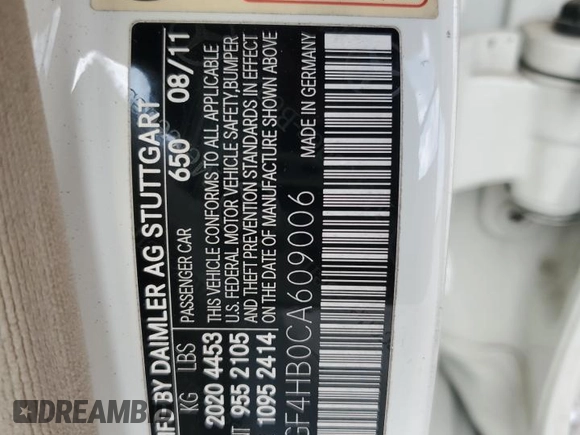 MFG BY DAIMLER AG STUTTGART
650 08/11
KG LBS PASSENGER CAR
2020 4453 THIS VEHICLE CONFORMS TO ALL APPLICABLE
955 2105 U.S. FEDERAL MOTOR VEHICLE SAFETY, BUMPER
1095 2414 AND THEFT PREVENTION STANDARDS IN EFFECT
ON THE DATE OF MANUFACTURE SHOWN ABOVE
GF4HB0CA609006 MADE IN GERMANY